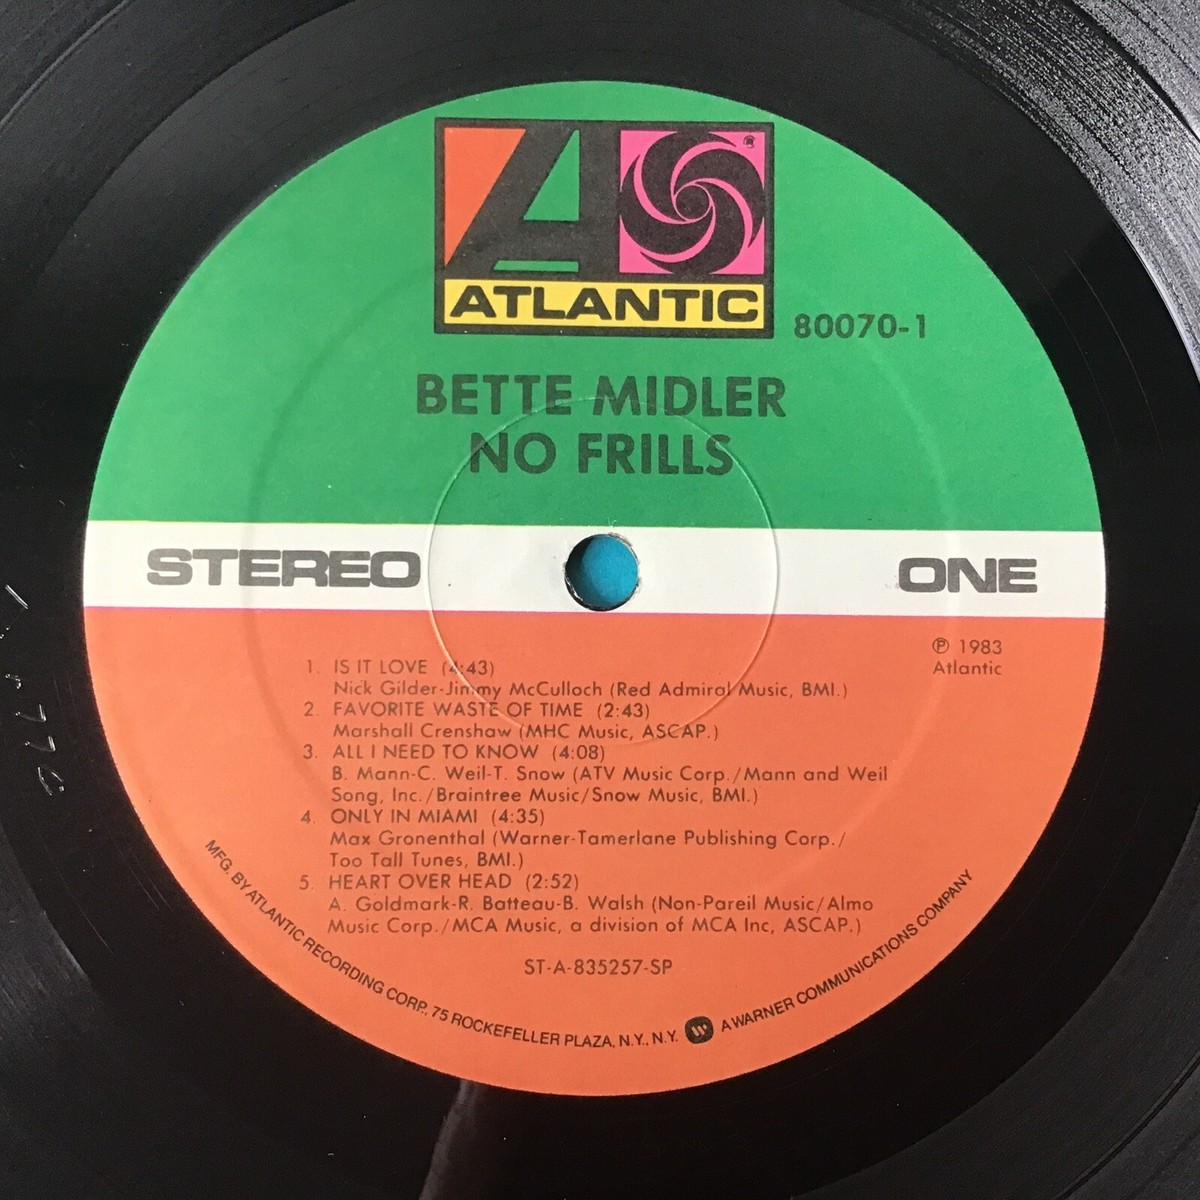 A
ATLANTIC
®
80070-1
BETTE MIDLER
NO FRILLS
STEREO
ONE
℗ 1983
Atlantic
1. IS IT LOVE (4:43)
Nick Gilder-Jimmy McCulloch (Red Admiral Music, BMI.)
2. FAVORITE WASTE OF TIME (2:43)
Marshall Crenshaw (MHC Music, ASCAP.)
3. ALL I NEED TO KNOW (4:08)
B. Mann-C. Weil-T. Snow (ATV Music Corp./Mann and Weil
Song, Inc./Braintree Music/Snow Music, BMI.)
4. ONLY IN MIAMI (4:35)
Max Gronenthal (Warner-Tamerlane Publishing Corp./
Too Tall Tunes, BMI.)
5. HEART OVER HEAD (2:52)
A. Goldmark-R. Batteau-B. Walsh (Non-Pareil Music/Almo
Music Corp./MCA Music, a division of MCA Inc, ASCAP.)
ST-A-835257-SP
MFG. BY ATLANTIC RECORDING CORP., 75 ROCKEFELLER PLAZA, N.Y., N.Y. W A WARNER COMMUNICATIONS COMPANY